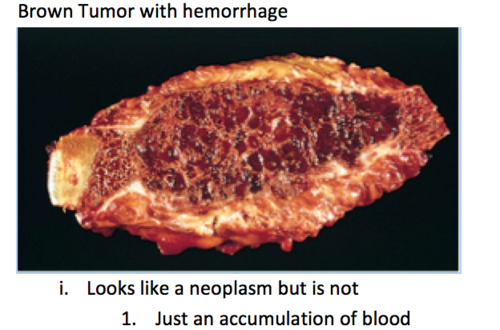 Brown Tumor with hemorrhage
i. Looks like a neoplasm but is not
1. Just an accumulation of blood